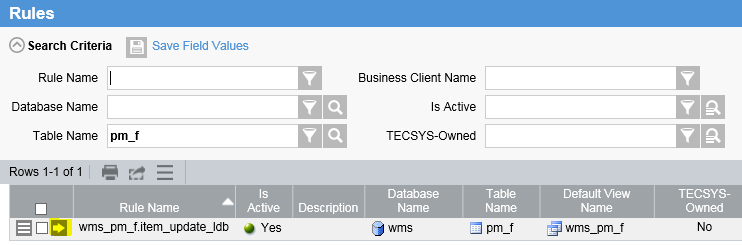 Rules
Search Criteria Save Field Values
Rule Name Business Client Name
Database Name Is Active
Table Name pm_f TECSYS-Owned
Rows 1-1 of 1
Rule Name Is Active Description Database Name Table Name Default View Name TECSYS-Owned
wms_pm_f.item_update_ldb Yes wms pm_f wms_pm_f No